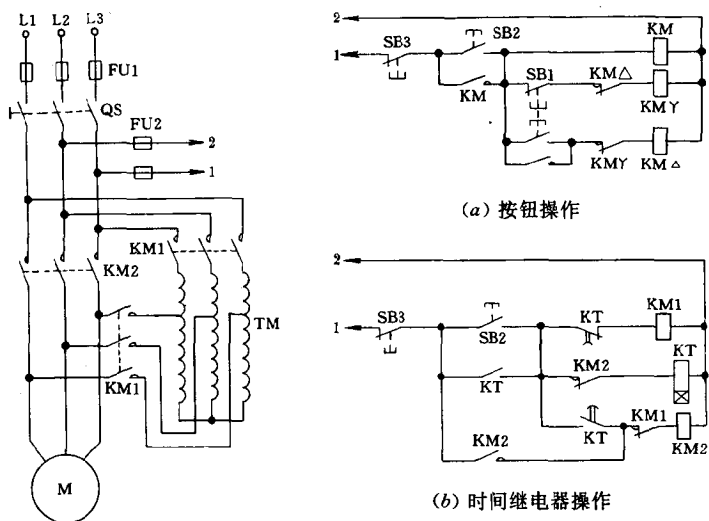 L1 L2 L3
FU1
QS
FU2
2
1
KM1
KM2
TM
KM1
M
2
1
SB3
SB2
KM
KM
SB1
KM△
KMY
KMY
KM△
(a) 按钮操作
2
1
SB3
SB2
KT
KM1
KT
KM2
KT
KT
KM1
KM2
KM2
(b) 时间继电器操作